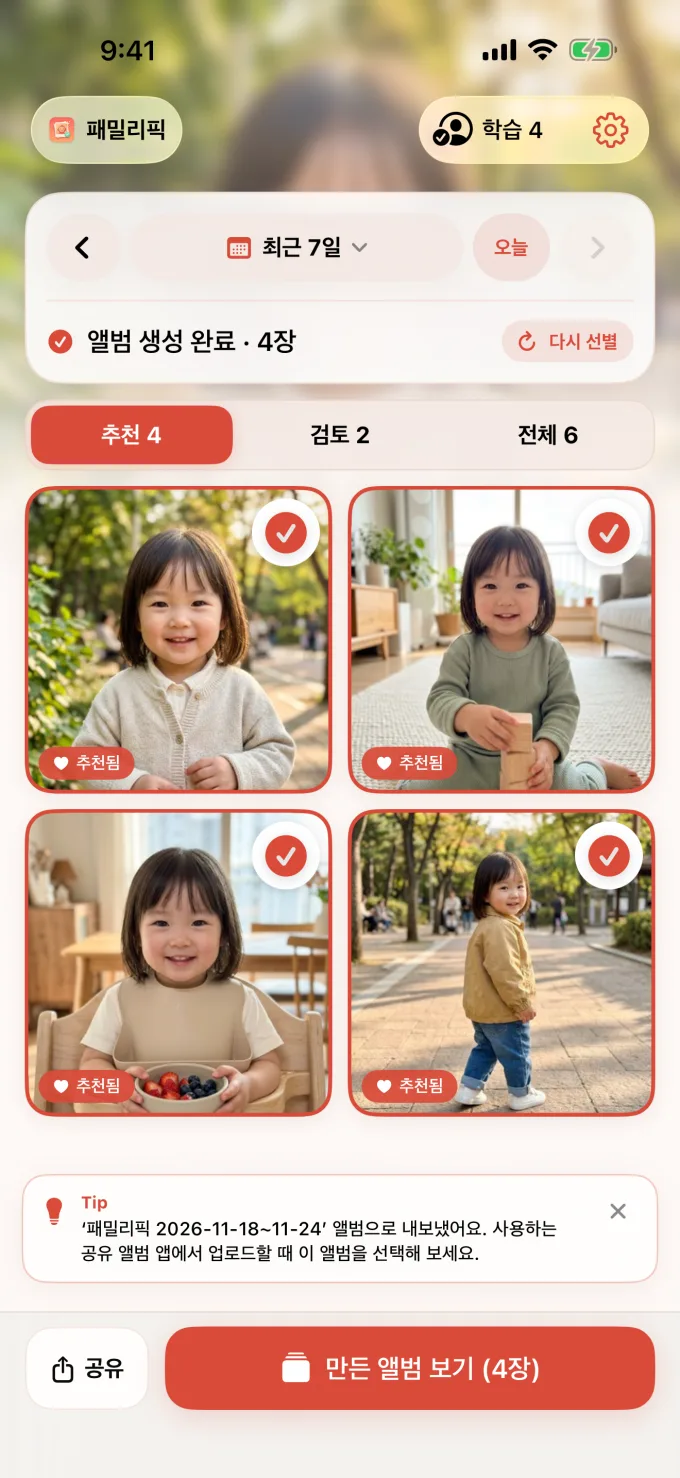 9:41
패밀리픽
학습 4
최근 7일
오늘
앨범 생성 완료 · 4장
다시 선별
추천 4
검토 2
전체 6
추천됨
추천됨
추천됨
추천됨
Tip
‘패밀리픽 2026-11-18~11-24’ 앨범으로 내보냈어요. 사용하는
공유 앨범 앱에서 업로드할 때 이 앨범을 선택해 보세요.
공유
만든 앨범 보기 (4장)